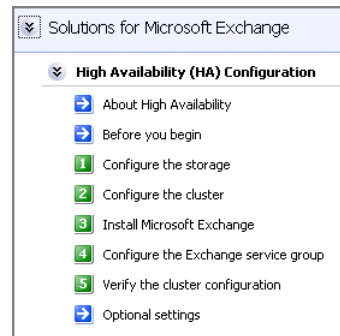 Solutions for Microsoft Exchange
High Availability (HA) Configuration
About High Availability
Before you begin
1 Configure the storage
2 Configure the cluster
3 Install Microsoft Exchange
4 Configure the Exchange service group
5 Verify the cluster configuration
Optional settings